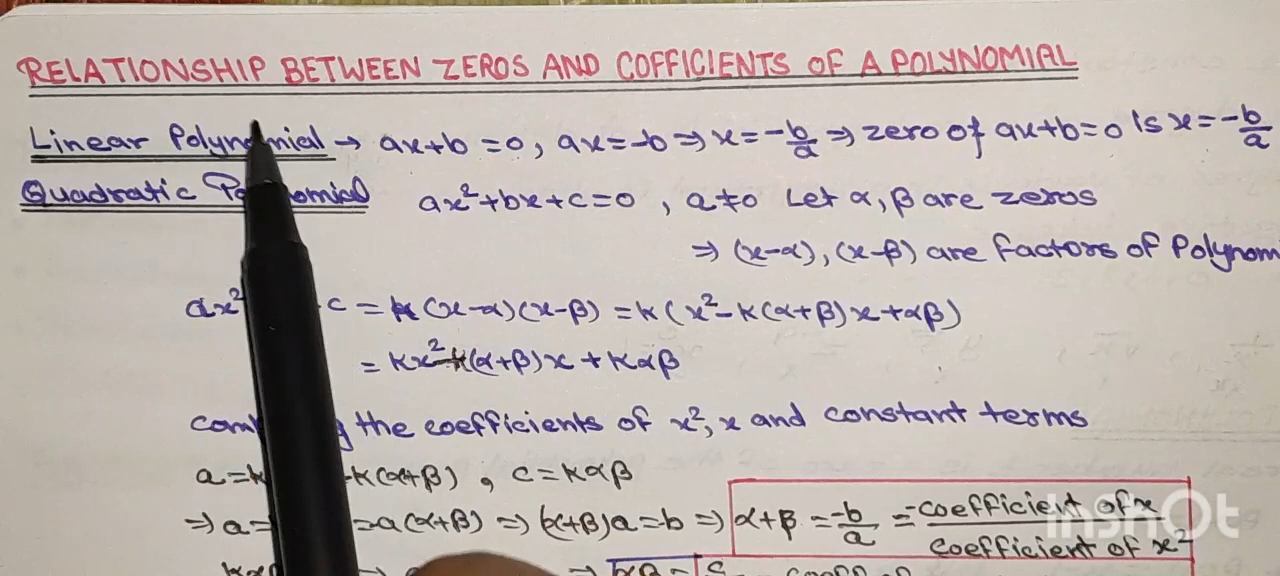 RELATIONSHIP BETWEEN ZEROS AND COFFICIENTS OF A POLYNOMIAL
Linear Polynomial → ax+b=0, ax=-b ⇒ x=-b/a ⇒ zero of ax+b=0 Is x=-b/a
Quadratic ax²+bx+c=0, a≠0 Let α, β are zeros
⇒ (x-α), (x-β) are factors of Polynom
ax² c = k(x-α)(x-β) = k(x²-k(α+β)x+αβ)
= kx²-k(α+β)x + kαβ
the coefficients of x², x and constant terms
a= -k(α+β), c=kαβ
⇒ a= =a(α+β) ⇒ (α+β)a=b ⇒ α+β = -b/a = -coefficient of x / coefficient of x²
InShot